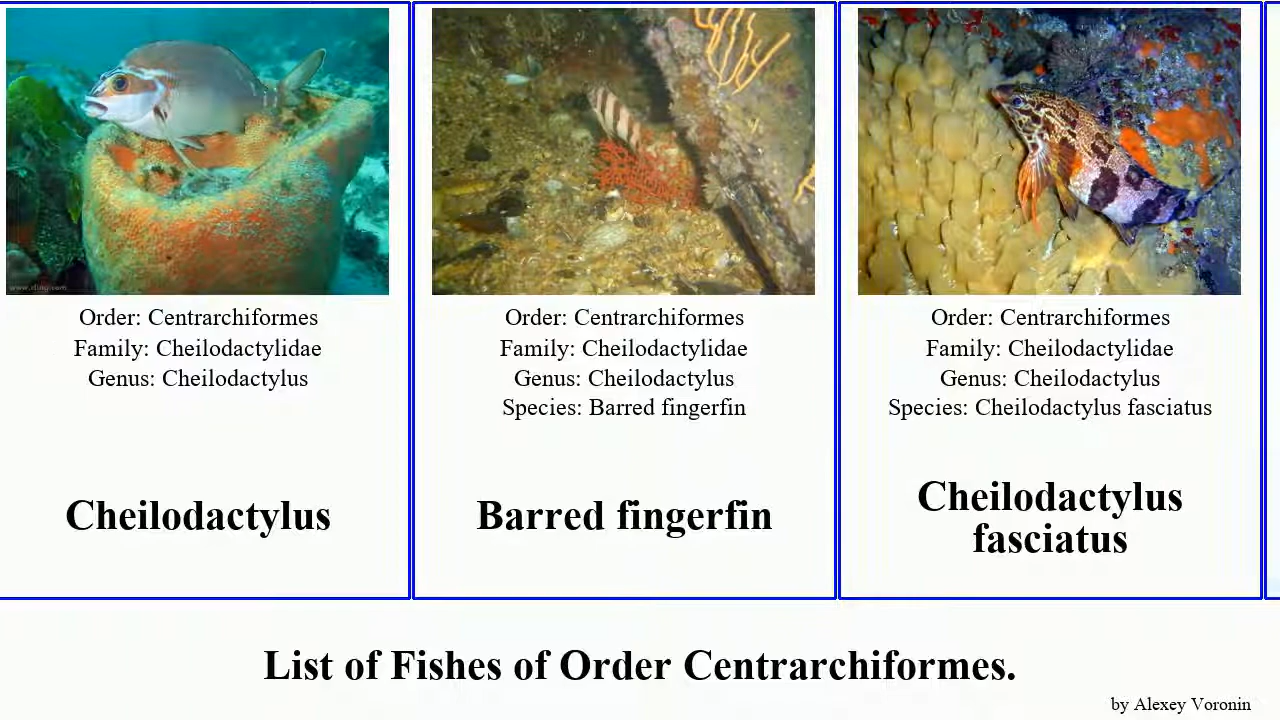 Order: Centrarchiformes
Family: Cheilodactylidae
Genus: Cheilodactylus
Cheilodactylus
Order: Centrarchiformes
Family: Cheilodactylidae
Genus: Cheilodactylus
Species: Barred fingerfin
Barred fingerfin
Order: Centrarchiformes
Family: Cheilodactylidae
Genus: Cheilodactylus
Species: Cheilodactylus fasciatus
Cheilodactylus
fasciatus
List of Fishes of Order Centrarchiformes.
by Alexey Voronin